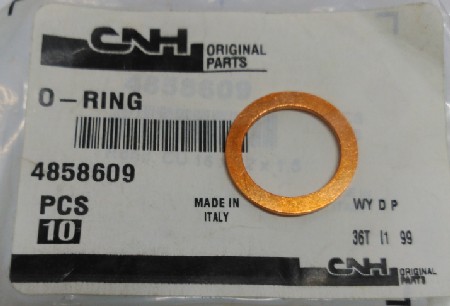 CNH ORIGINAL
PARTS
O-RING
4858609
PCS
10
MADE IN
ITALY
WY D P
36T I1 99
CNH ORIGINAL
PARTS